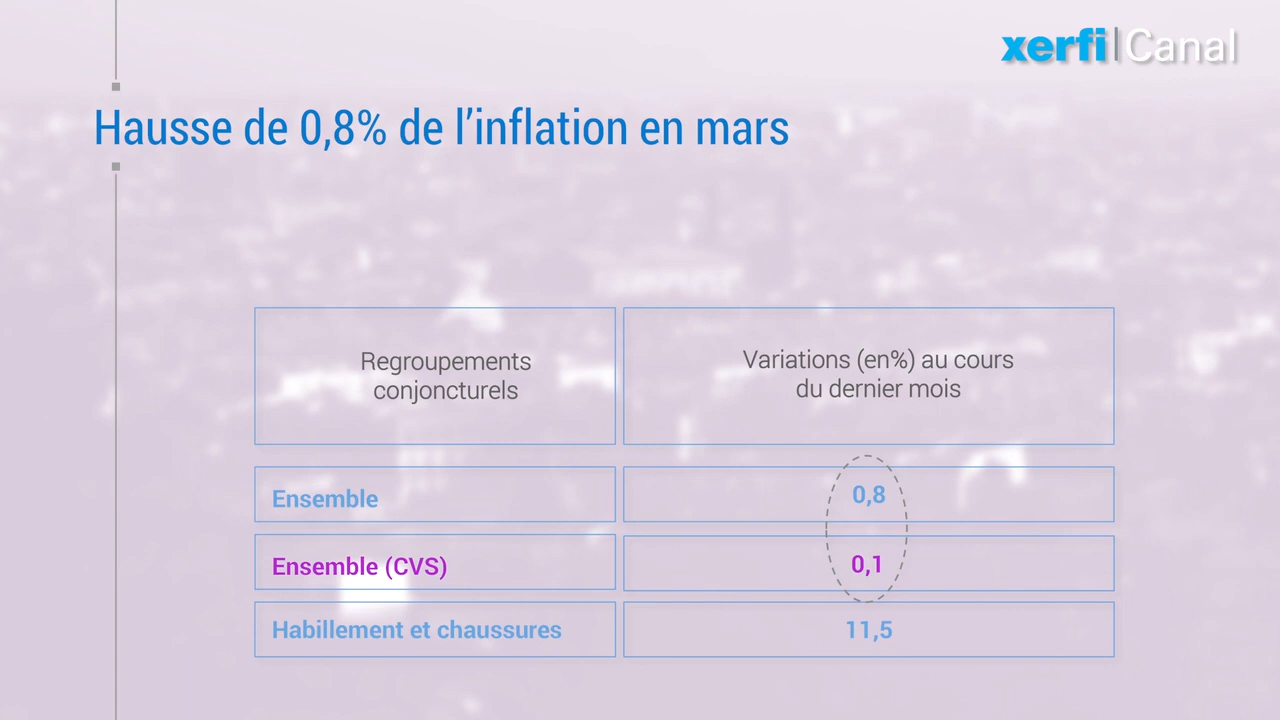 xerfi Canal
Hausse de 0,8% de l’inflation en mars
Regroupements
conjoncturels
Variations (en%) au cours
du dernier mois
Ensemble
0,8
Ensemble (CVS)
0,1
Habillement et chaussures
11,5